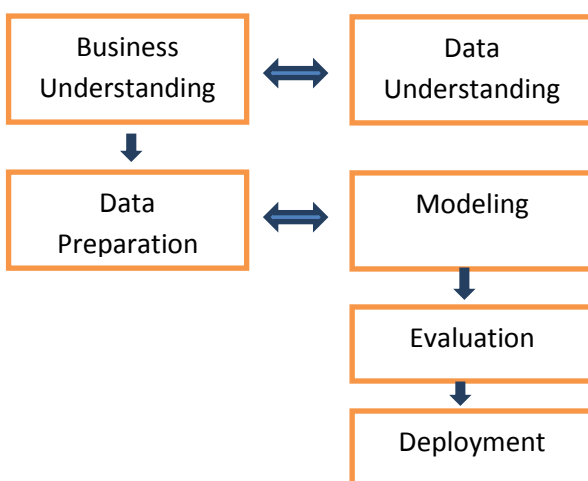 Business
Understanding
Data
Understanding
Data
Preparation
Modeling
Evaluation
Deployment